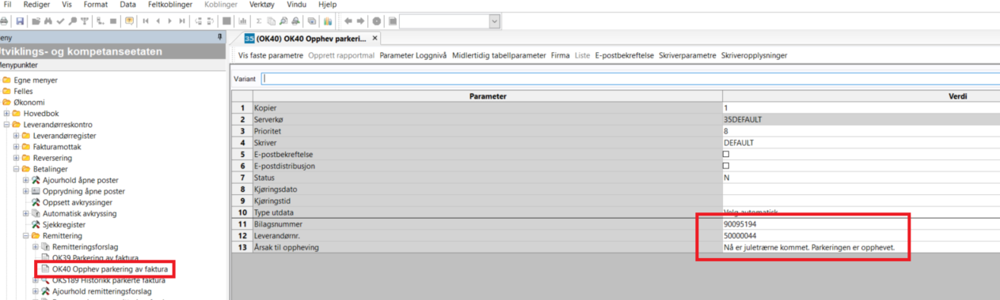 Fil Rediger Vis Format Data Feltkoblinger Koblinger Verktøy Vindu Hjelp
eny
(OK40) OK40 Opphev parkeri... ×
tviklings- og kompetanseetaten
Vis faste parametre Opprett rapportmal Parameter Loggnivå Midlertidig tabellparameter Firma Liste E-postbekreftelse Skriverparametre Skriveropplysninger
enypunkter
Variant
Egne menyer
Felles
Økonomi
Hovedbok
Leverandørreskontro
Leverandørregister
Fakturamottak
Reversering
Betalinger
Ajourhold åpne poster
Opprydning åpne poster
Oppsett avkryssinger
Automatisk avkryssing
Sjekkregister
Remittering
Remitteringsforslag
OK39 Parkering av faktura
OK40 Opphev parkering av faktura
OKS189 Historikk parkerte faktura
Ajourhold remitteringsforslag
Parameter Verdi
1 Kopier 1
2 Serverkø 35DEFAULT
3 Prioritet 8
4 Skriver DEFAULT
5 E-postbekreftelse
6 E-postdistribusjon
7 Status N
8 Kjøringsdato
9 Kjøringstid
10 Type utdata Velg automatisk
11 Bilagsnummer 90095194
12 Leverandørnr. 50000044
13 Årsak til oppheving Nå er juletrærne kommet. Parkeringen er opphevet.